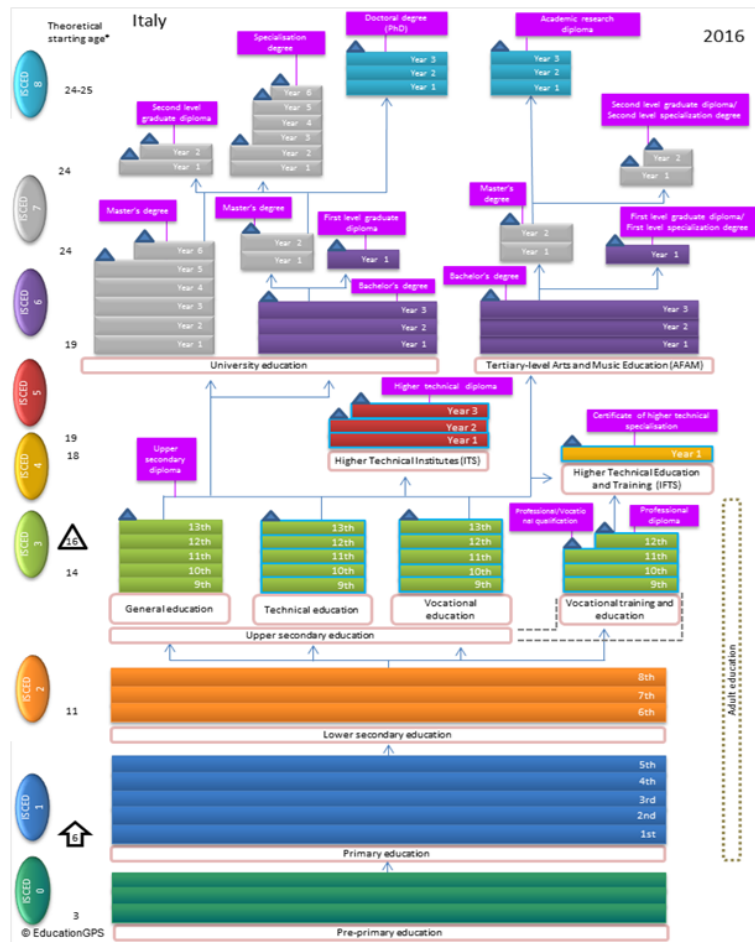 Theoretical
starting age*
Italy
2016
ISCED
8
24-25
Doctoral degree
(PhD)
Year 3
Year 2
Year 1
Academic research
diploma
Year 3
Year 2
Year 1
Specialisation
degree
Year 6
Year 5
Year 4
Year 3
Year 2
Year 1
Second level
graduate diploma
Year 2
Year 1
Second level graduate diploma/
Second level specialization degree
Year 2
Year 1
24
ISCED
7
24
Master's degree
Year 6
Year 5
Year 4
Year 3
Year 2
Year 1
Master's degree
Year 2
Year 1
First level graduate
diploma
Year 1
Master's
degree
Year 2
Year 1
First level graduate diploma/
First level specialization degree
Year 1
ISCED
6
19
Bachelor's degree
Year 3
Year 2
Year 1
Bachelor's degree
Year 3
Year 2
Year 1
University education
Tertiary-level Arts and Music Education (AFAM)
ISCED
5
19
Higher technical diploma
Year 3
Year 2
Year 1
Higher Technical Institutes (ITS)
ISCED
4
18
Upper
secondary
diploma
Certificate of higher technical
specialisation
Year 1
Higher Technical Education
and Training (IFTS)
ISCED
3
16
14
13th
12th
11th
10th
9th
General education
13th
12th
11th
10th
9th
Technical education
13th
12th
11th
10th
9th
Vocational
education
Professional/Vocatio
nal qualification
Professional
diploma
12th
11th
10th
9th
Vocational training and
education
Upper secondary education
Adult education
ISCED
2
11
8th
7th
6th
Lower secondary education
ISCED
1
6
5th
4th
3rd
2nd
1st
Primary education
ISCED
0
3
Pre-primary education
© EducationGPS